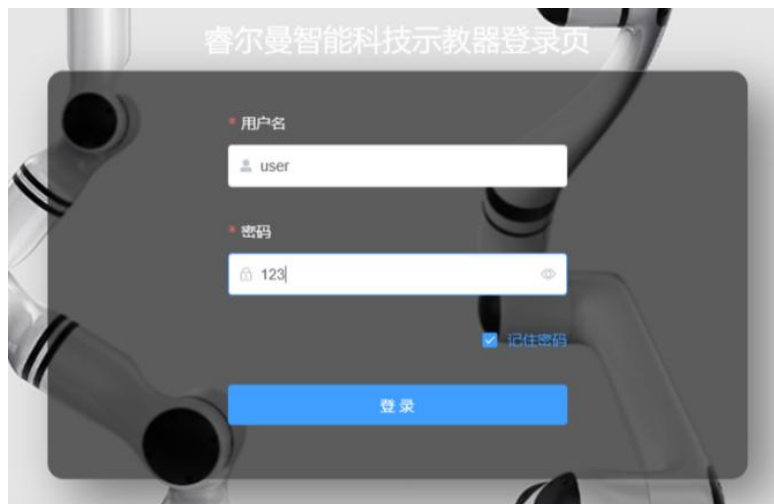 睿尔曼智能科技示教器登录页
* 用户名
user
* 密码
123
记住密码
登 录